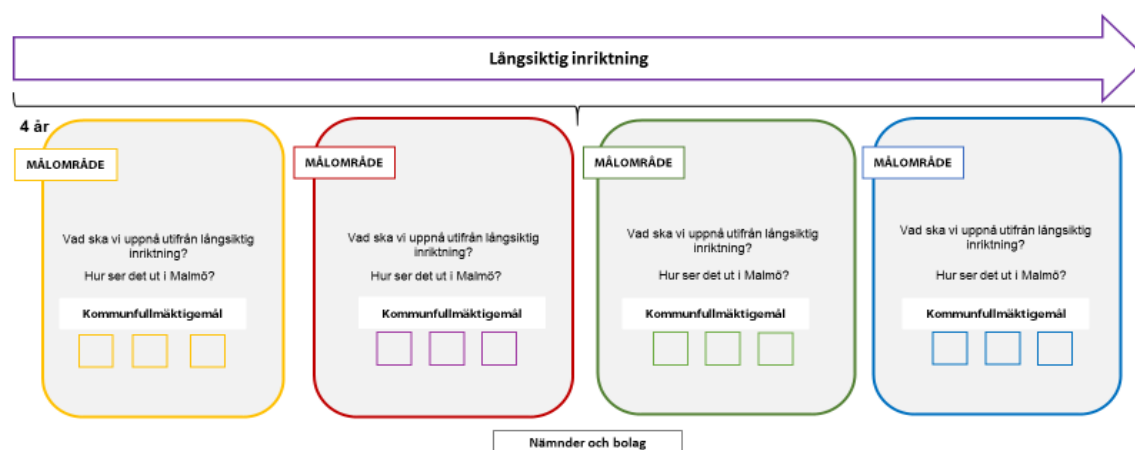 Långsiktig inriktning
4 år
MÅLOMRÅDE
Vad ska vi uppnå utifrån långsiktig
inriktning?
Hur ser det ut i Malmö?
Kommunfullmäktigemål
MÅLOMRÅDE
Vad ska vi uppnå utifrån långsiktig
inriktning?
Hur ser det ut i Malmö?
Kommunfullmäktigemål
MÅLOMRÅDE
Vad ska vi uppnå utifrån långsiktig
inriktning?
Hur ser det ut i Malmö?
Kommunfullmäktigemål
MÅLOMRÅDE
Vad ska vi uppnå utifrån långsiktig
inriktning?
Hur ser det ut i Malmö?
Kommunfullmäktigemål
Nämnder och bolag